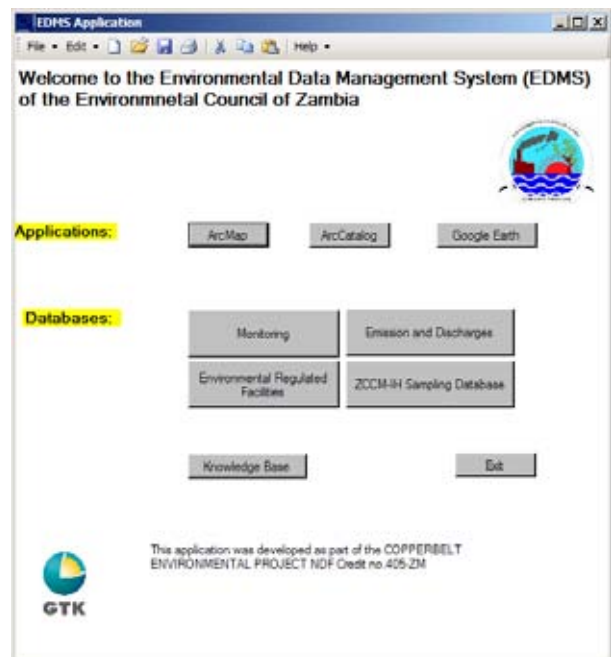 EDMS Application
File Edit Help
Welcome to the Environmental Data Management System (EDMS)
of the Environmnetal Council of Zambia
Applications:
ArcMap ArcCatalog Google Earth
Databases:
Monitoring Emission and Discharges
Environmental Regulated
Facilities
ZCCM-IH Sampling Database
Knowledge Base Exit
This application was developed as part of the COPPERBELT
ENVIRONMENTAL PROJECT NDF Credit no.405-ZM
GTK